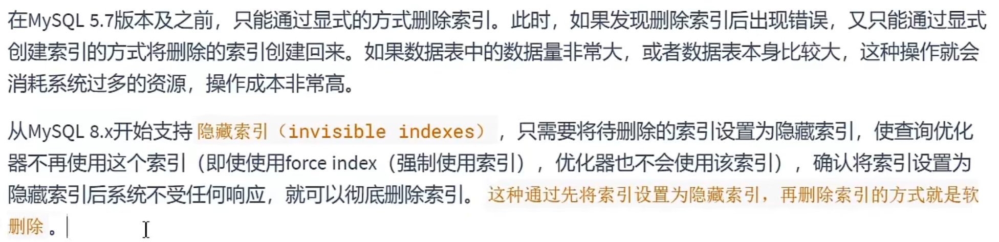 在MySQL 5.7版本及之前，只能通过显式的方式删除索引。此时，如果发现删除索引后出现错误，又只能通过显式
创建索引的方式将删除的索引创建回来。如果数据表中的数据量非常大，或者数据表本身比较大，这种操作就会
消耗系统过多的资源，操作成本非常高。
从MySQL 8.x开始支持 隐藏索引（invisible indexes） ，只需要将待删除的索引设置为隐藏索引，使查询优化
器不再使用这个索引（即使使用force index（强制使用索引），优化器也不会使用该索引），确认将索引设置为
隐藏索引后系统不受任何响应，就可以彻底删除索引。 这种通过先将索引设置为隐藏索引，再删除索引的方式就是软
删除 。